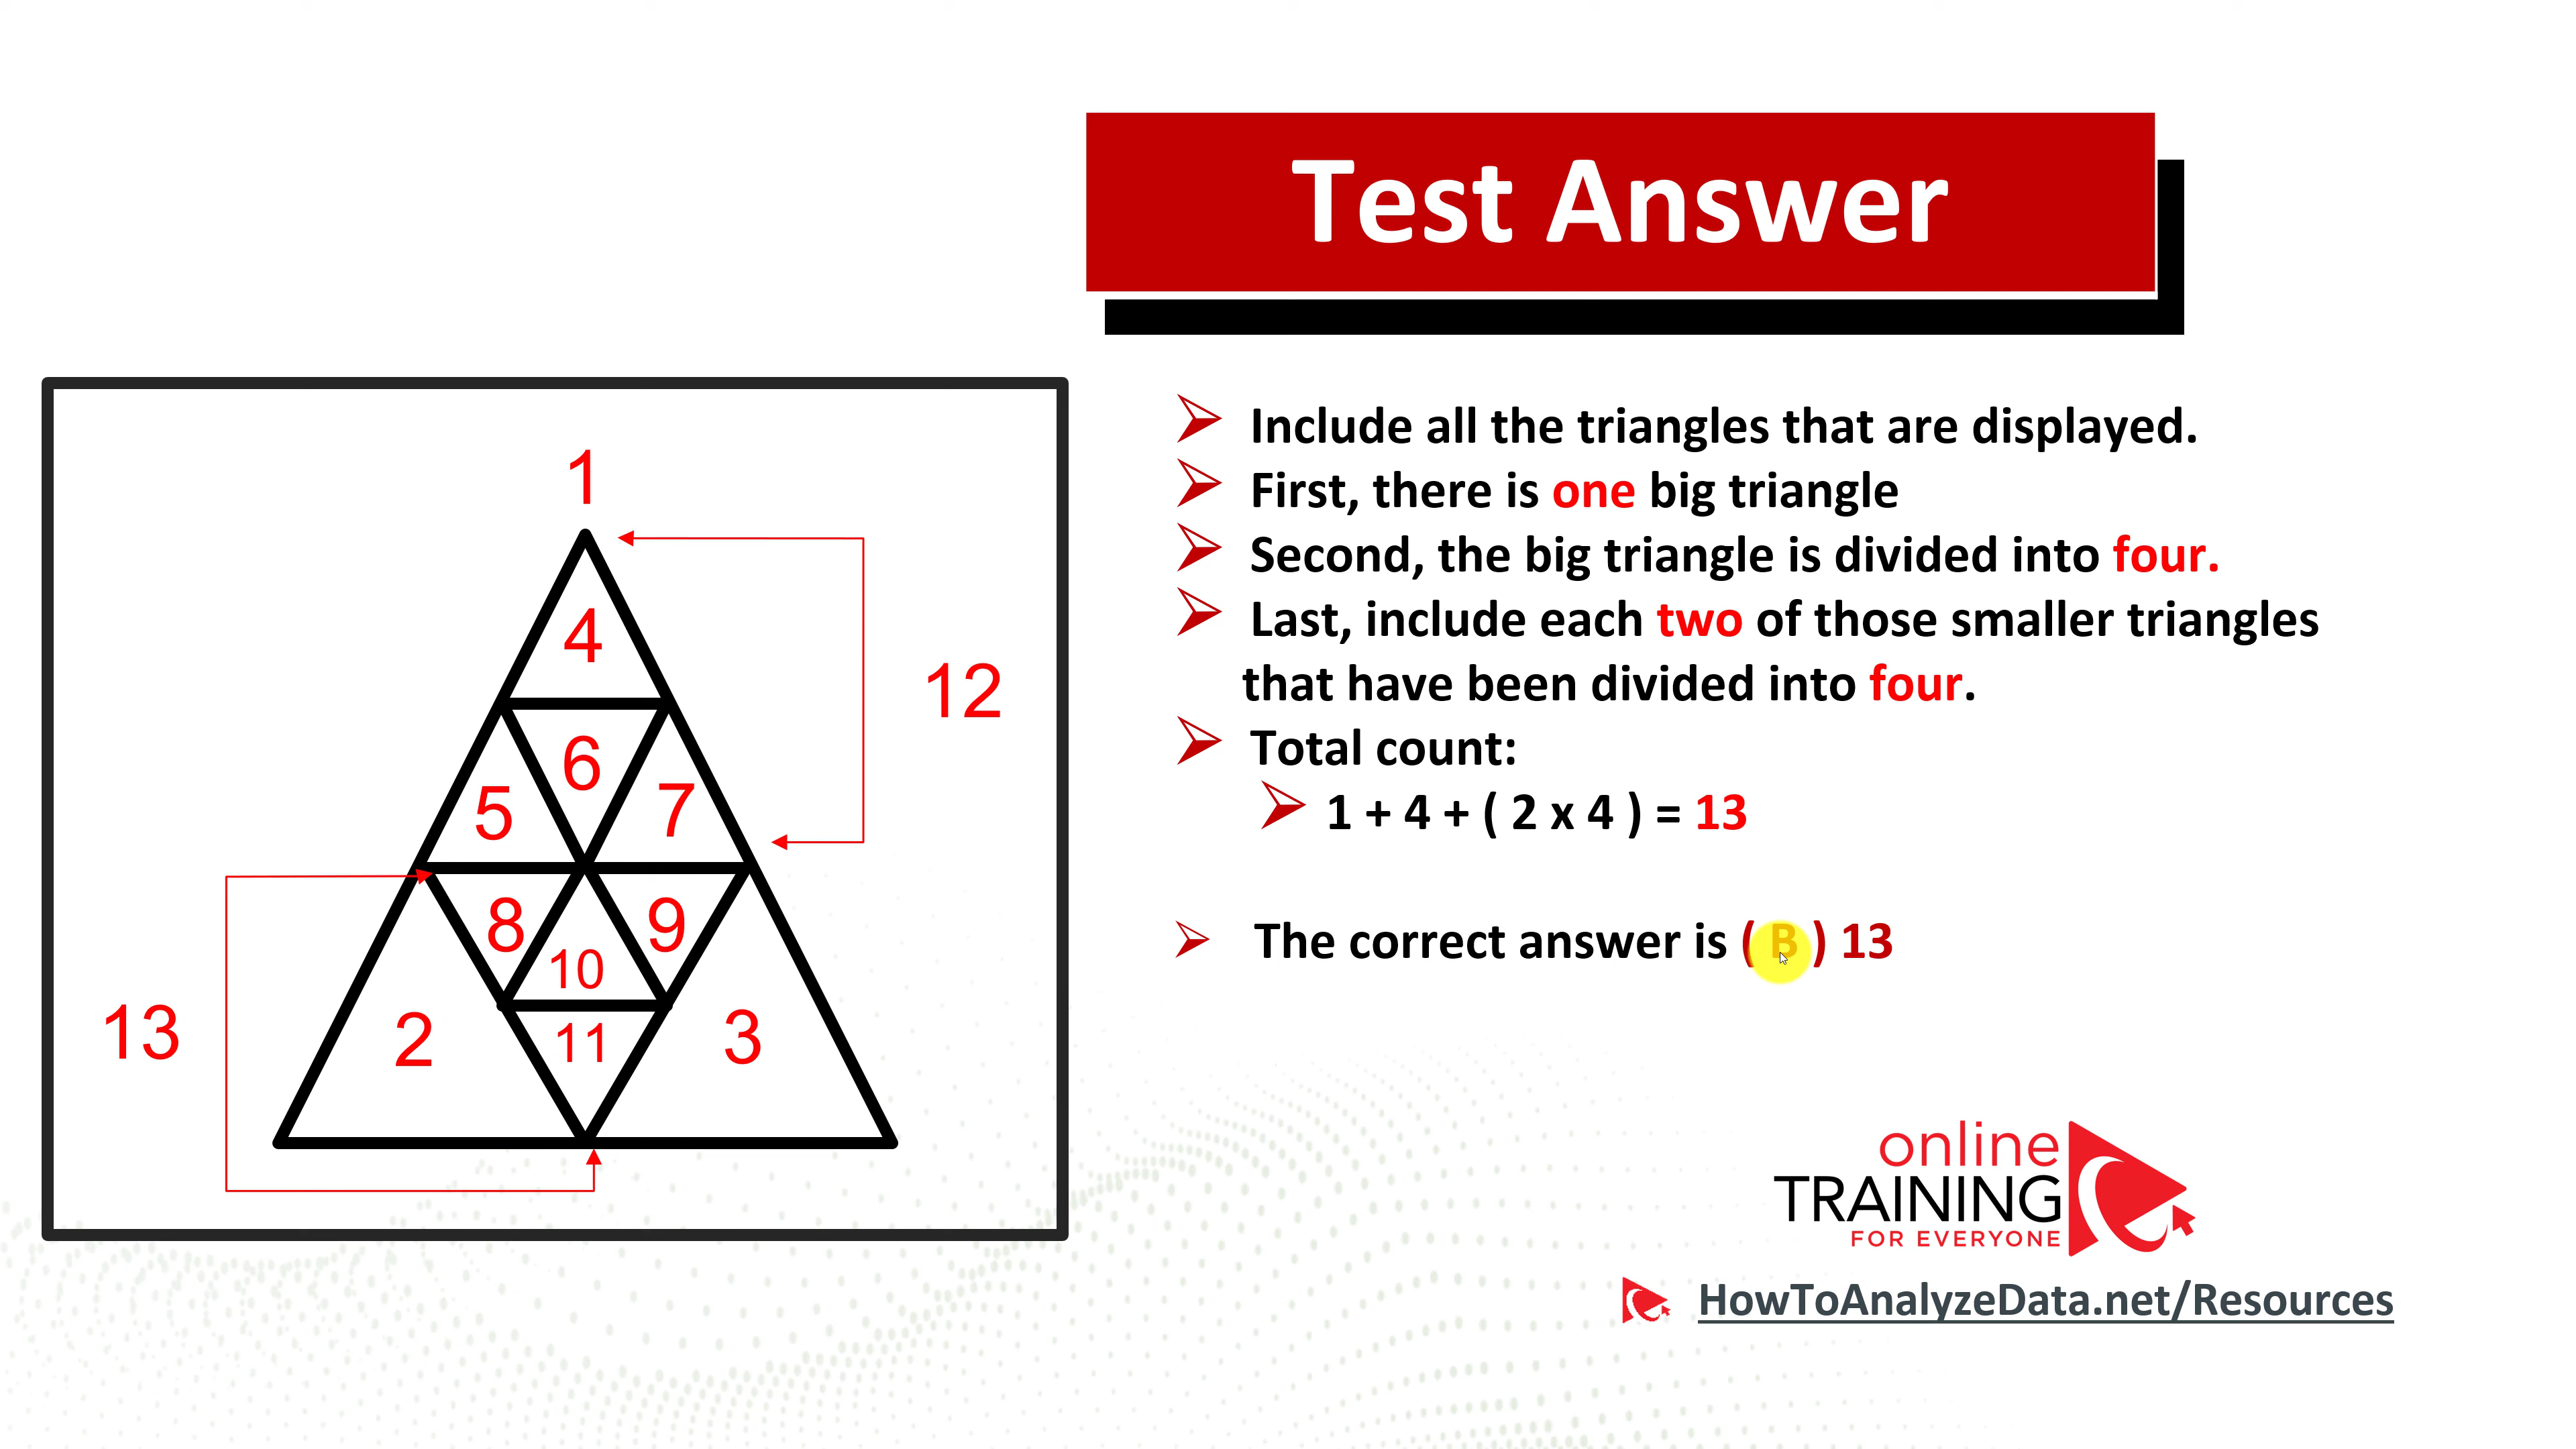 Test Answer
1
4
12
6
5
7
8
9
10
13
2
11
3
Include all the triangles that are displayed.
First, there is one big triangle
Second, the big triangle is divided into four.
Last, include each two of those smaller triangles
that have been divided into four.
Total count:
1 + 4 + ( 2 x 4 ) = 13
The correct answer is ( B ) 13
online
TRAINING
FOR EVERYONE
HowToAnalyzeData.net/Resources